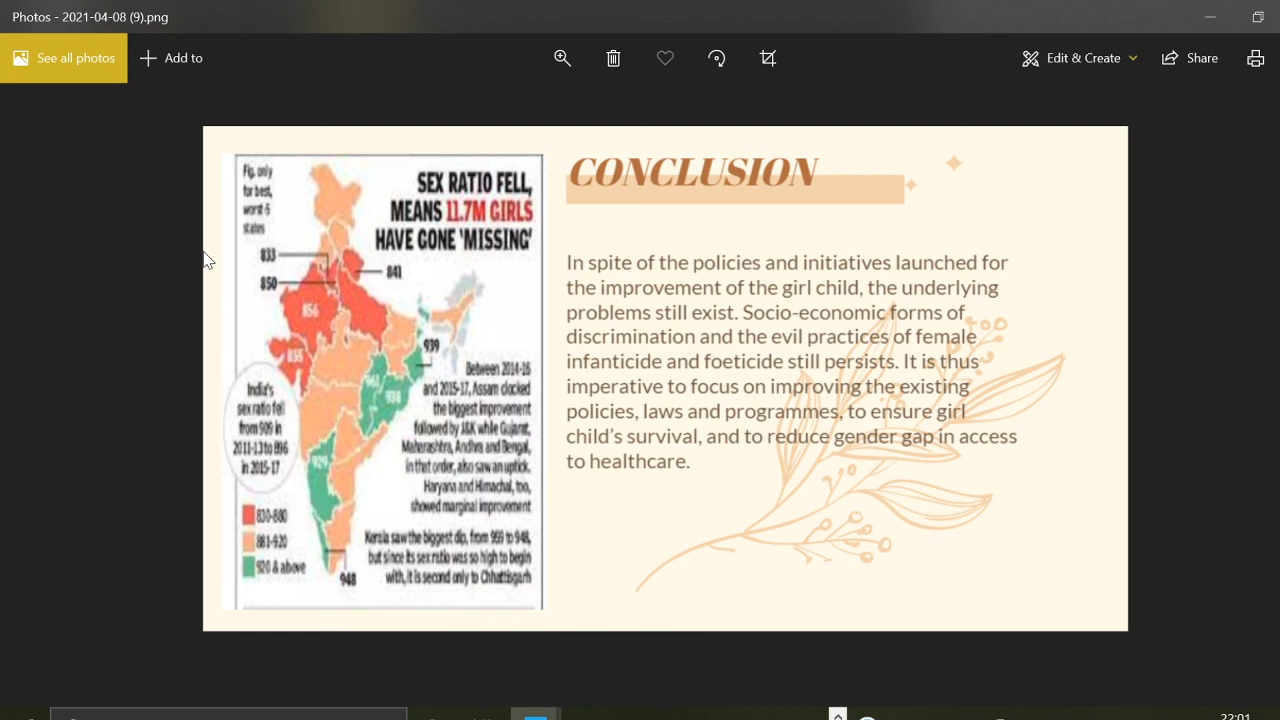 Photos - 2021-04-08 (9).png
See all photos
Add to
Edit & Create
Share
Fig. only
for best,
worst 5
states
SEX RATIO FELL,
MEANS 11.7M GIRLS
HAVE GONE 'MISSING'
833
841
850
856
855
939
961
938
929
948
India's
sex ratio fell
from 909 in
2011-13 to 896
in 2015-17
Between 2014-16
and 2015-17, Assam clocked
the biggest improvement
followed by J&K while Gujarat,
Maharashtra, Andhra and Bengal,
in that order, also saw an uptick.
Haryana and Himachal, too,
showed marginal improvement
Kerala saw the biggest dip, from 959 to 948,
but since its sex ratio was so high to begin
with, it is second only to Chhattisgarh
830-880
881-920
920 & above
CONCLUSION
In spite of the policies and initiatives launched for
the improvement of the girl child, the underlying
problems still exist. Socio-economic forms of
discrimination and the evil practices of female
infanticide and foeticide still persists. It is thus
imperative to focus on improving the existing
policies, laws and programmes, to ensure girl
child's survival, and to reduce gender gap in access
to healthcare.
22:01